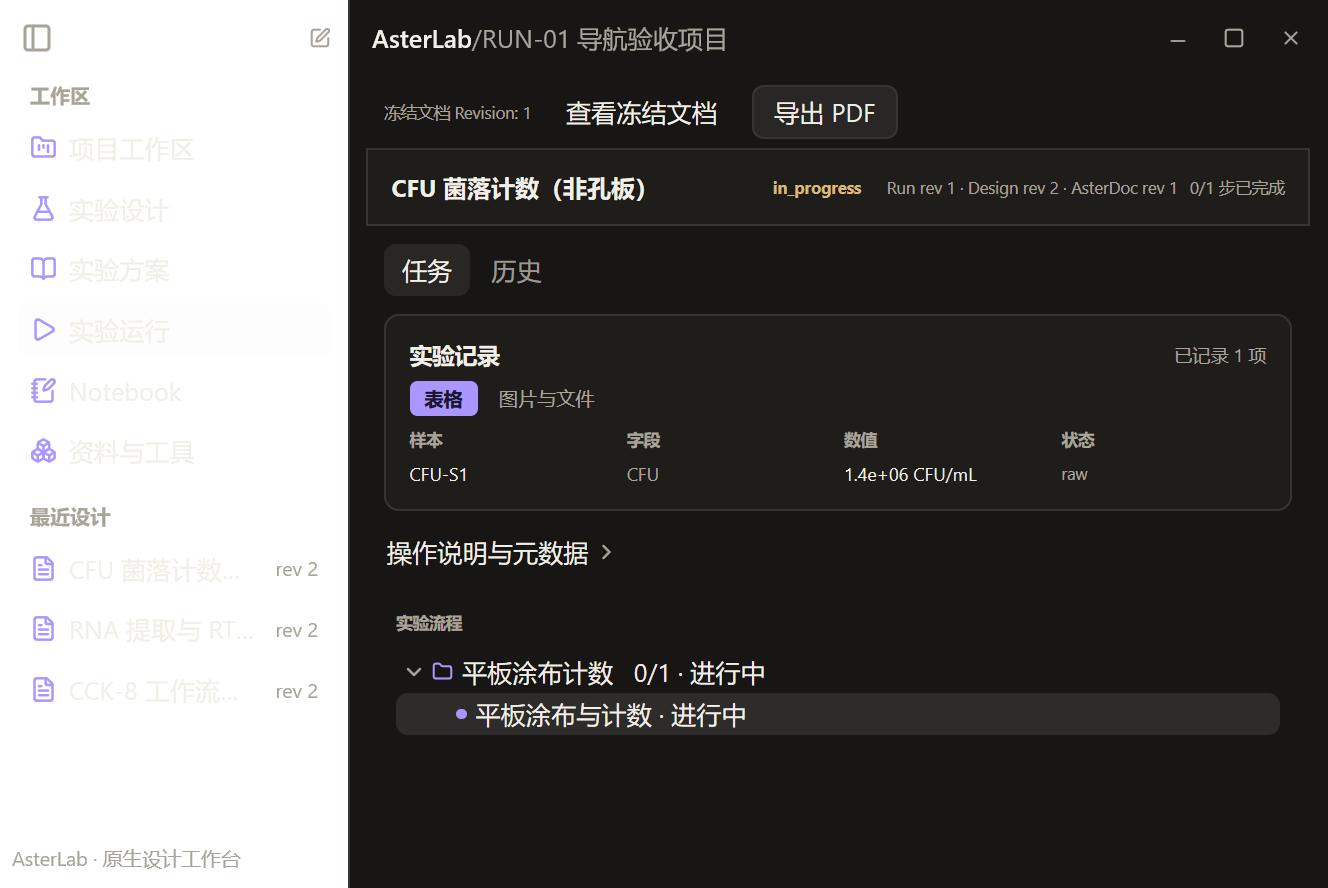 工作区
项目工作区
实验设计
实验方案
实验运行
Notebook
资料与工具
最近设计
CFU 菌落计数... rev 2
RNA 提取与 RT... rev 2
CCK-8 工作流... rev 2
AsterLab · 原生设计工作台
AsterLab/RUN-01 导航验收项目
冻结文档 Revision: 1 查看冻结文档 导出 PDF
CFU 菌落计数（非孔板） in_progress Run rev 1 · Design rev 2 · AsterDoc rev 1 0/1 步已完成
任务 历史
实验记录 已记录 1 项
表格 图片与文件
样本 字段 数值 状态
CFU-S1 CFU 1.4e+06 CFU/mL raw
操作说明与元数据
实验流程
平板涂布计数 0/1 · 进行中
平板涂布与计数 · 进行中